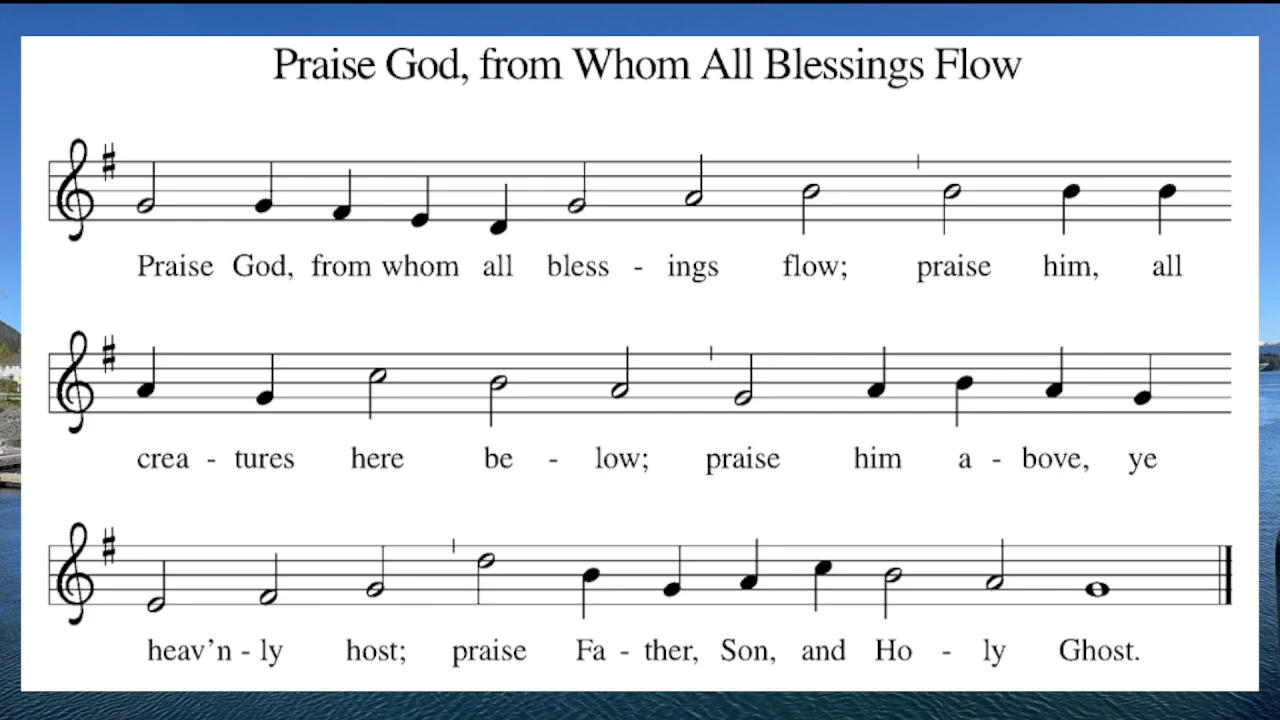 Praise God, from Whom All Blessings Flow
Praise God, from whom all bless - ings flow; praise him, all
crea - tures here be - low; praise him a - bove, ye
heav’n - ly host; praise Fa - ther, Son, and Ho - ly Ghost.